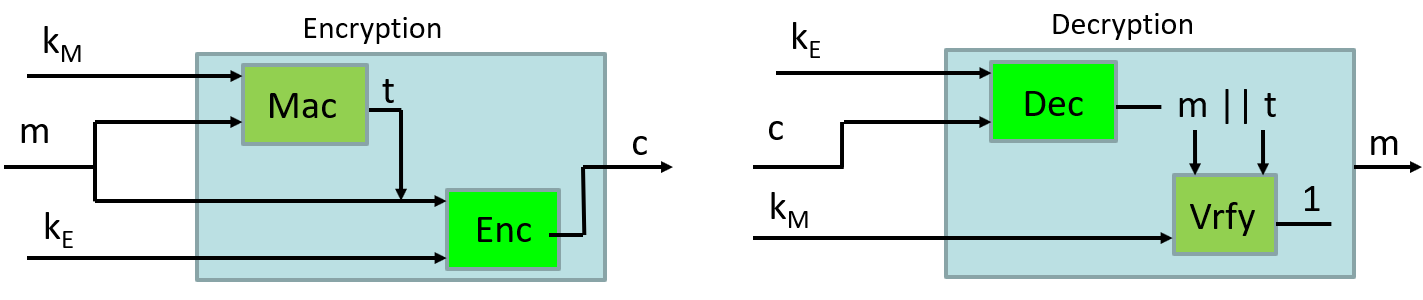 Encryption
k_M
Mac
t
m
c
k_E
Enc
Decryption
k_E
Dec
m || t
c
m
k_M
Vrfy
1